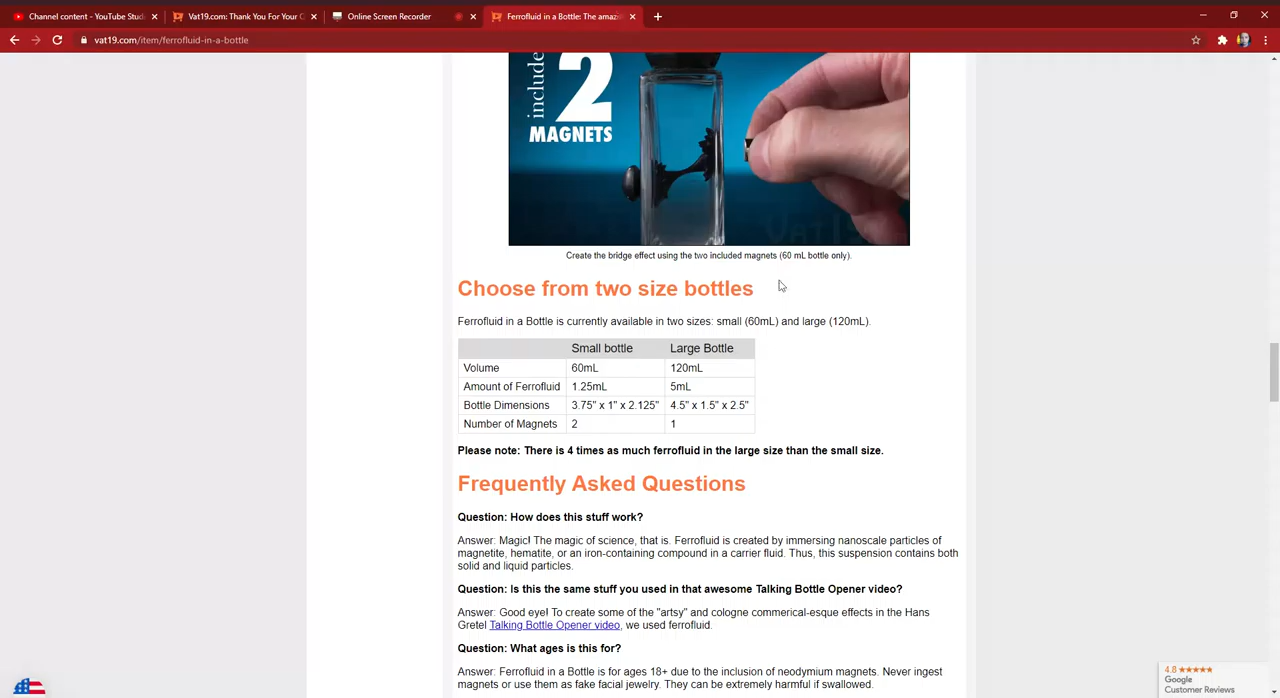 Channel content - YouTube Stud
Vat19.com: Thank You For Your O
Online Screen Recorder
Ferrofluid in a Bottle: The amazi
vat19.com/item/ferrofluid-in-a-bottle
include
2
MAGNETS
Create the bridge effect using the two included magnets (60 mL bottle only).
Choose from two size bottles
Ferrofluid in a Bottle is currently available in two sizes: small (60mL) and large (120mL).
Small bottle Large Bottle
Volume 60mL 120mL
Amount of Ferrofluid 1.25mL 5mL
Bottle Dimensions 3.75" x 1" x 2.125" 4.5" x 1.5" x 2.5"
Number of Magnets 2 1
Please note: There is 4 times as much ferrofluid in the large size than the small size.
Frequently Asked Questions
Question: How does this stuff work?
Answer: Magic! The magic of science, that is. Ferrofluid is created by immersing nanoscale particles of
magnetite, hematite, or an iron-containing compound in a carrier fluid. Thus, this suspension contains both
solid and liquid particles.
Question: Is this the same stuff you used in that awesome Talking Bottle Opener video?
Answer: Good eye! To create some of the "artsy" and cologne commerical-esque effects in the Hans
Gretel Talking Bottle Opener video, we used ferrofluid.
Question: What ages is this for?
Answer: Ferrofluid in a Bottle is for ages 18+ due to the inclusion of neodymium magnets. Never ingest
magnets or use them as fake facial jewelry. They can be extremely harmful if swallowed.
4.8 ★★★★★
Google
Customer Reviews